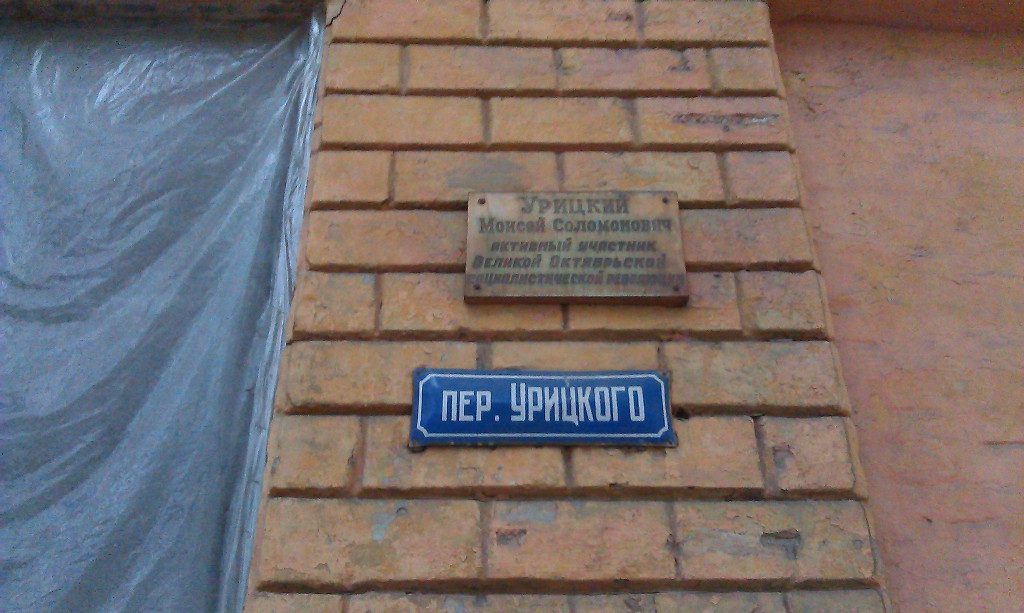 УРИЦКИЙ
Моисей Соломонович
активный участник
Великой Октябрьской
социалистической революции
ПЕР. УРИЦКОГО